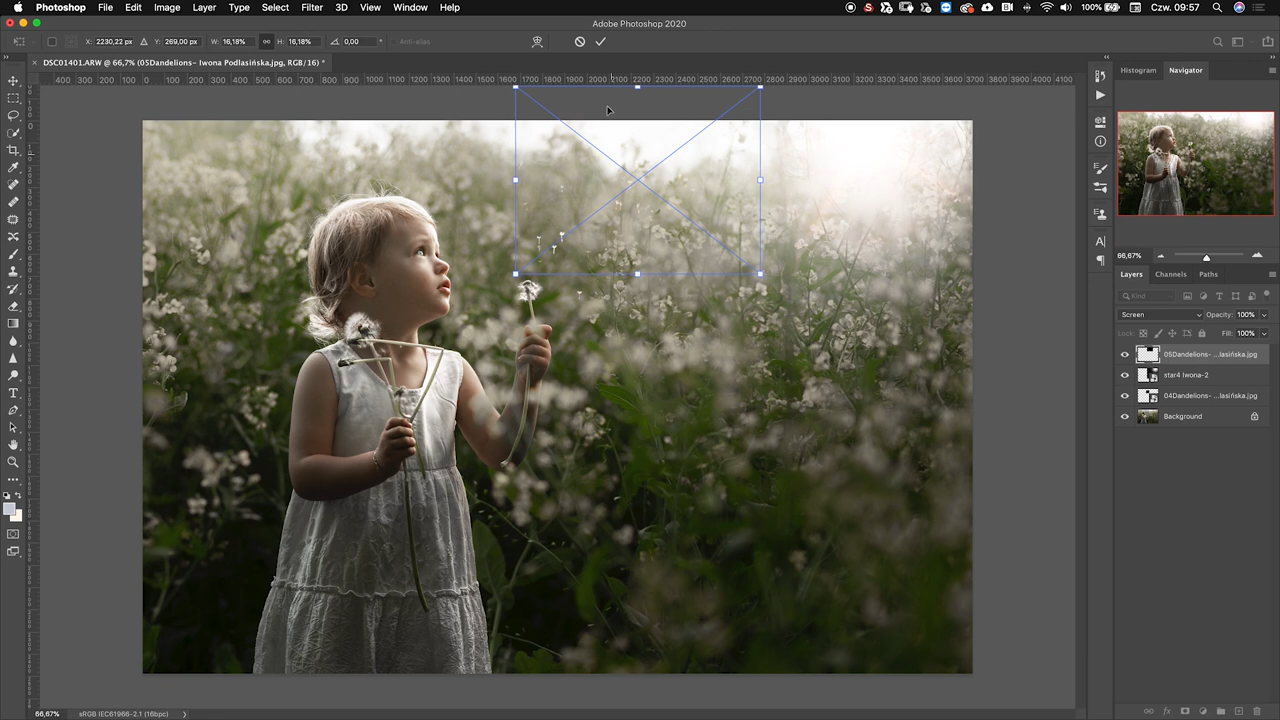 Photoshop File Edit Image Layer Type Select Filter 3D View Window Help 100% Czw. 09:57
Adobe Photoshop 2020
X: 2230,22 px Y: 269,00 px W: 16,18% H: 16,18% 0,00 ° Anti-alias
× DSC01401.ARW @ 66,7% (05Dandelions- Iwona Podlasińska.jpg, RGB/16) *
400 300 200 100 0 100 200 300 400 500 600 700 800 900 1000 1100 1200 1300 1400 1500 1600 1700 1800 1900 2000 2100 2200 2300 2400 2500 2600 2700 2800 2900 3000 3100 3200 3300 3400 3500 3600 3700 3800 3900 4000 4100
Histogram Navigator
66,67%
Layers Channels Paths
Kind
Screen Opacity: 100%
Lock: Fill: 100%
05Dandelions- ...lasińska.jpg
star4 Iwona-2
04Dandelions- ...lasińska.jpg
Background
66,67% sRGB IEC61966-2.1 (16bpc)